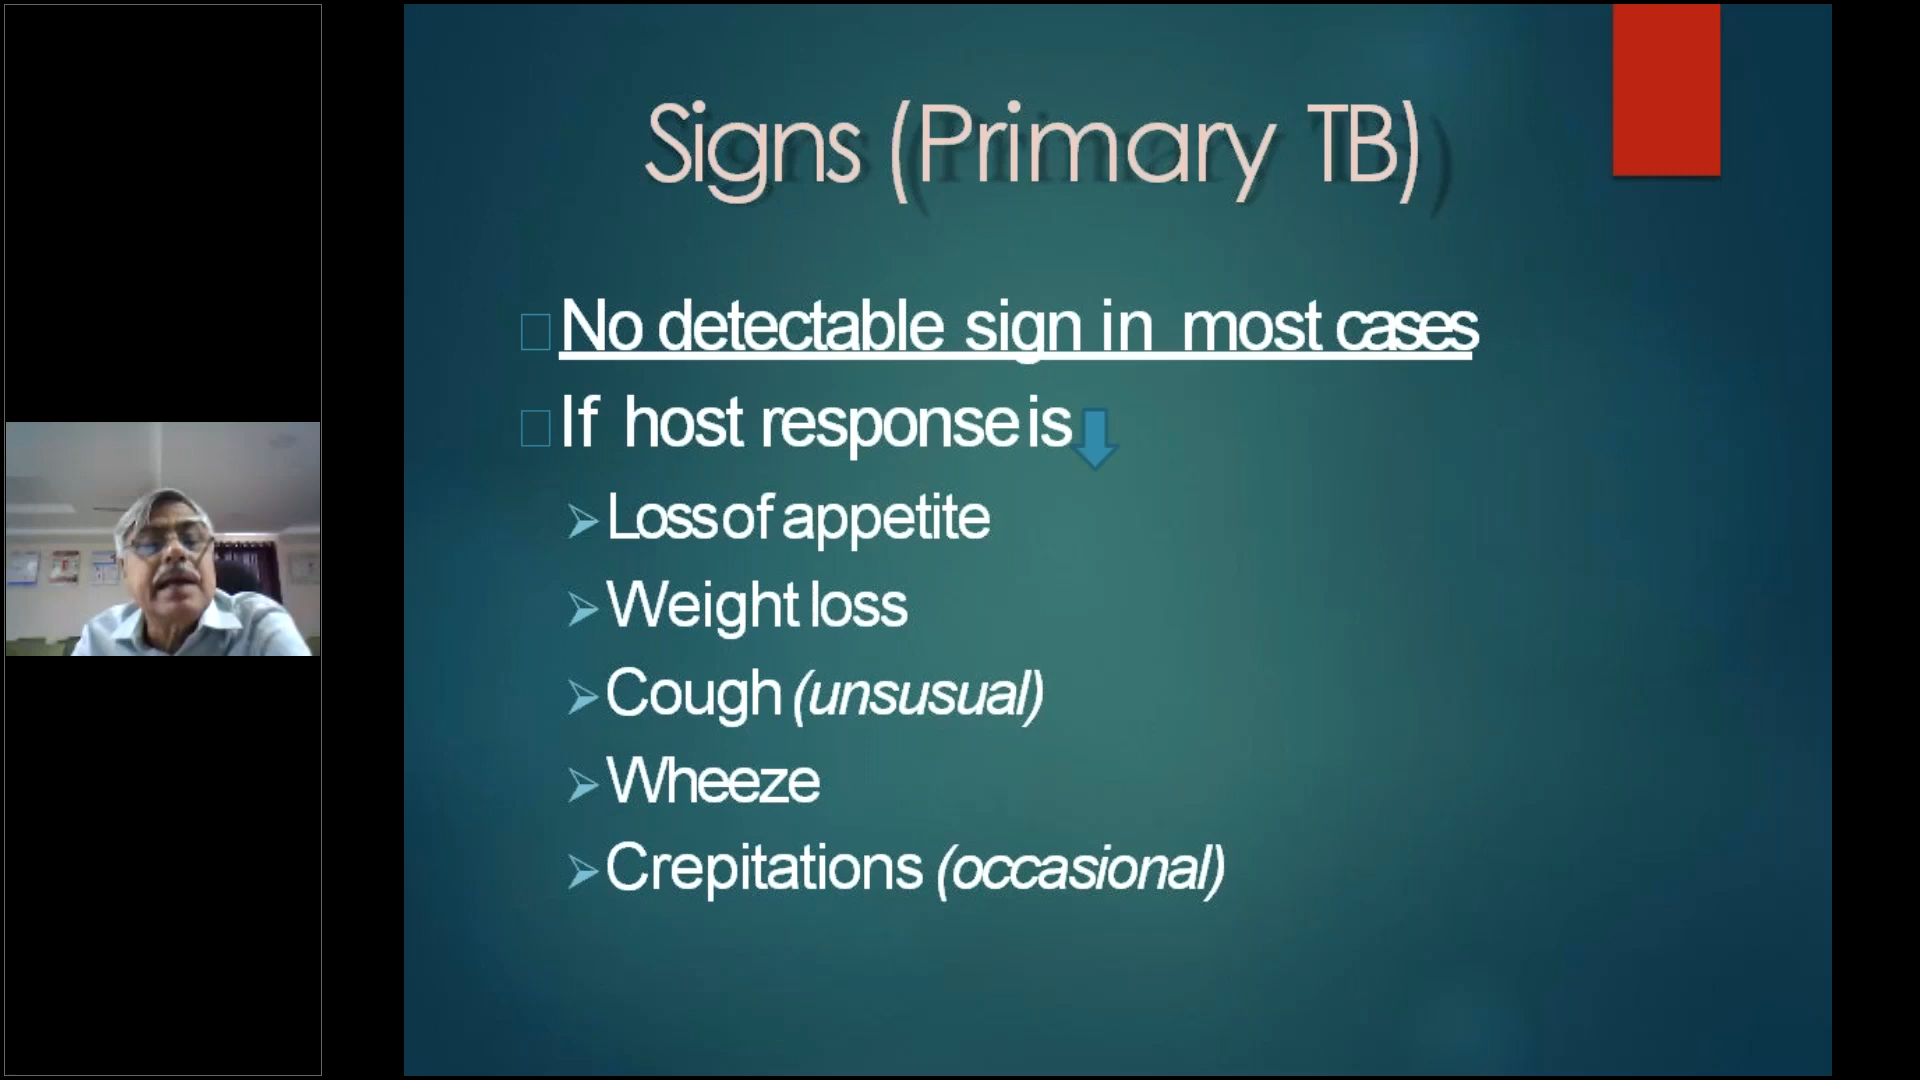 Signs (Primary TB)
No detectable sign in most cases
If host response is
Loss of appetite
Weight loss
Cough (unsusual)
Wheeze
Crepitations (occasional)